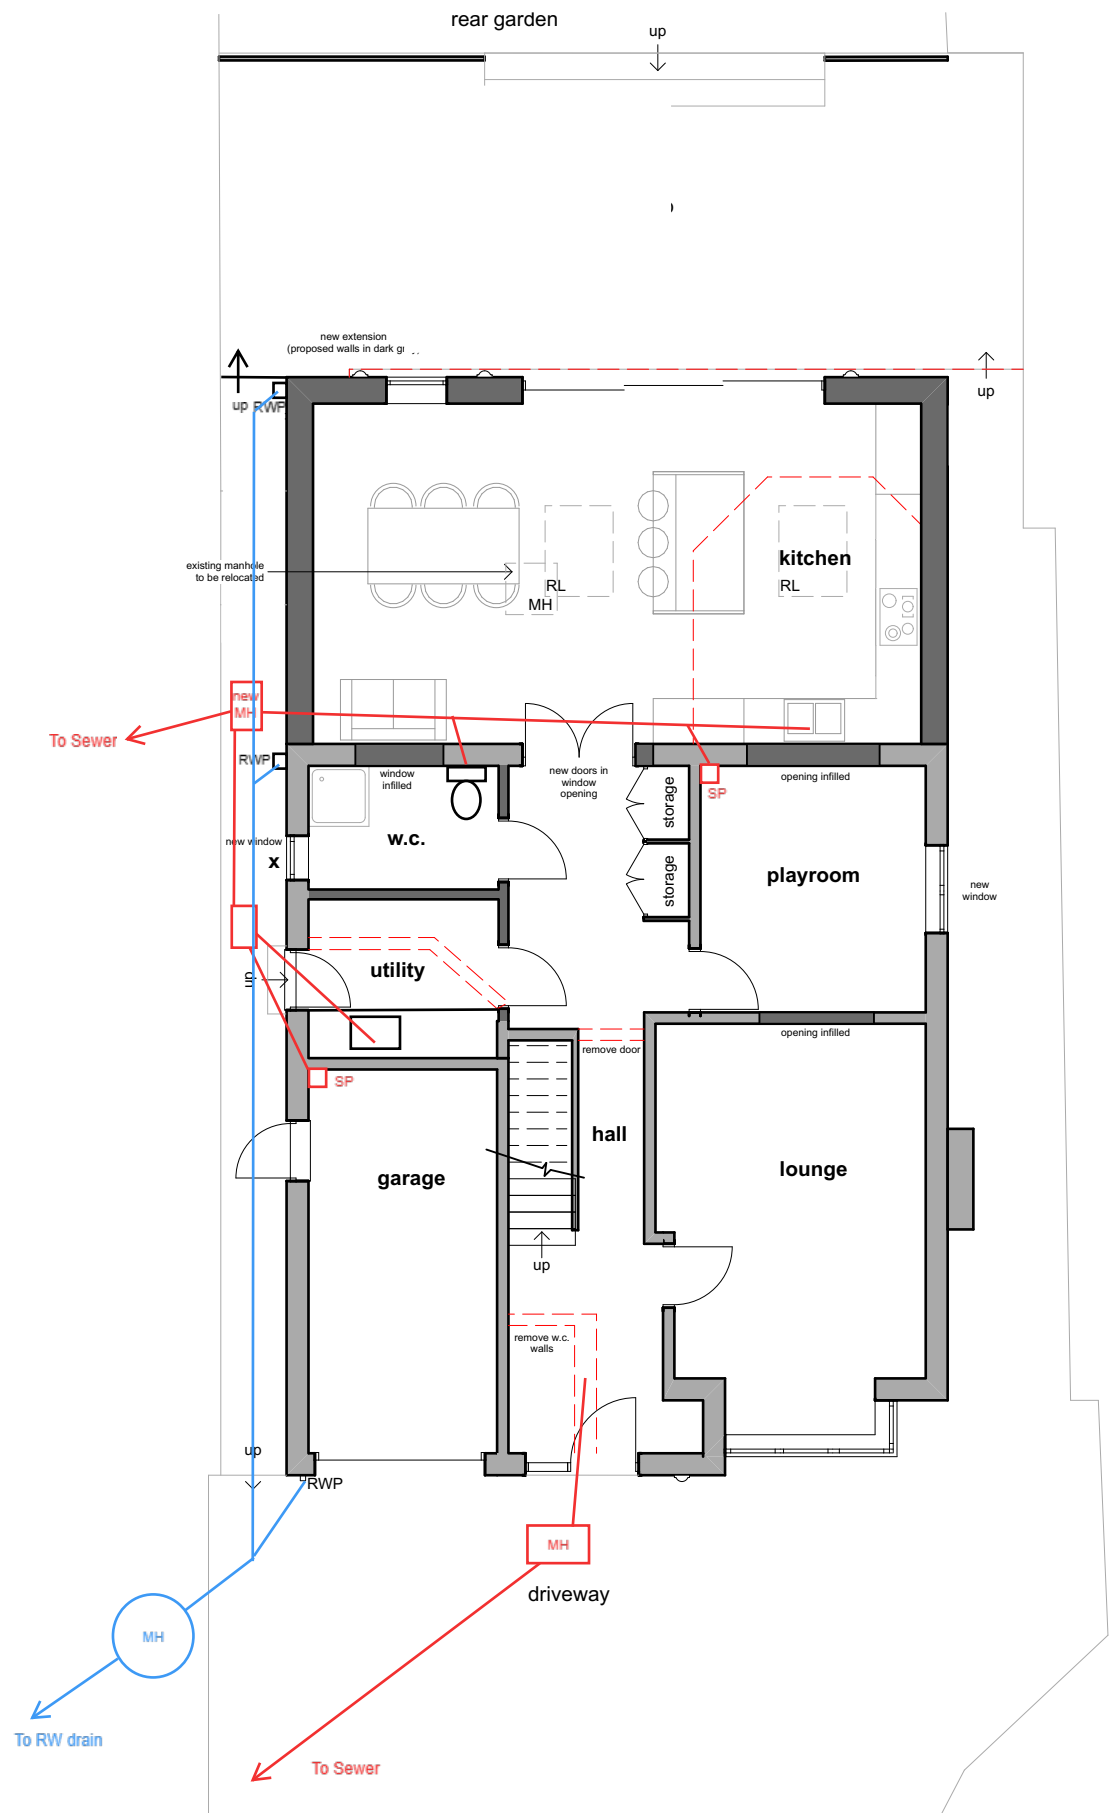 rear garden
up
new extension
(proposed walls in dark
up
RWP
up
existing manhole
to be relocated
kitchen
RL
RL
MH
new
MH
To Sewer
RWP
window
infilled
new doors in
window
opening
storage
opening infilled
SP
new window
x
w.c.
storage
playroom
new
window
up
utility
opening infilled
remove door
SP
hall
garage
lounge
up
remove w.c.
walls
up
RWP
MH
driveway
MH
To RW drain
To Sewer